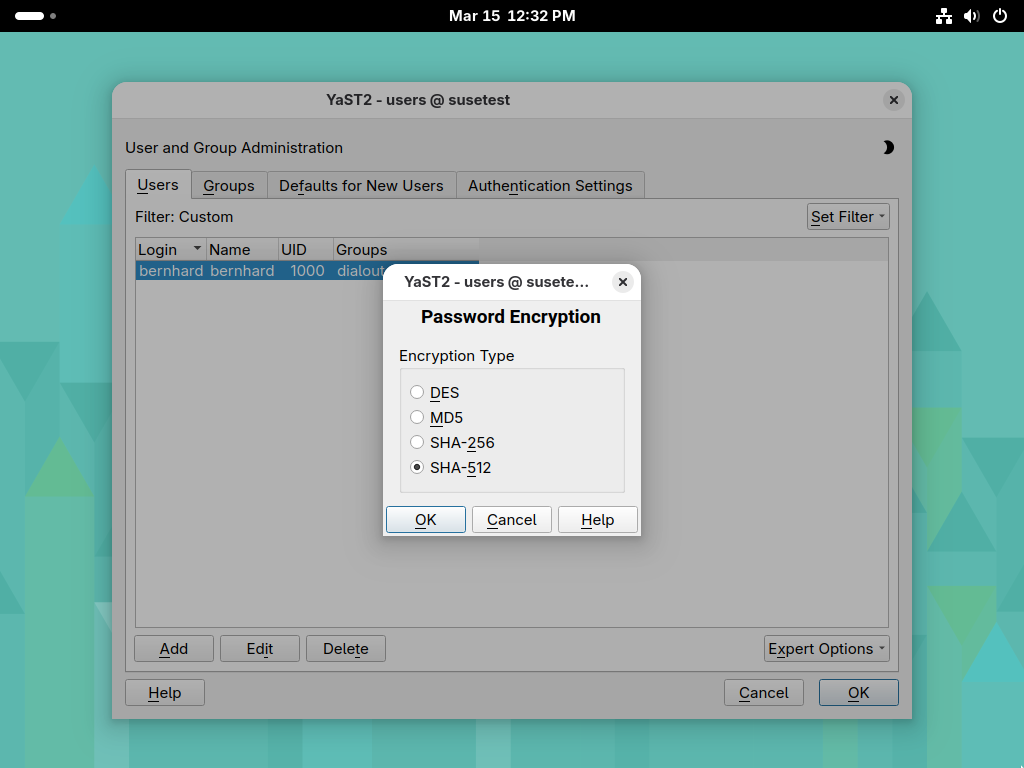 Mar 15 12:32 PM
YaST2 - users @ susetest
User and Group Administration
Users Groups Defaults for New Users Authentication Settings
Filter: Custom Set Filter
Login Name UID Groups
bernhard bernhard 1000 dialout
YaST2 - users @ susete...
Password Encryption
Encryption Type
DES
MD5
SHA-256
SHA-512
OK Cancel Help
Add Edit Delete Expert Options
Help Cancel OK